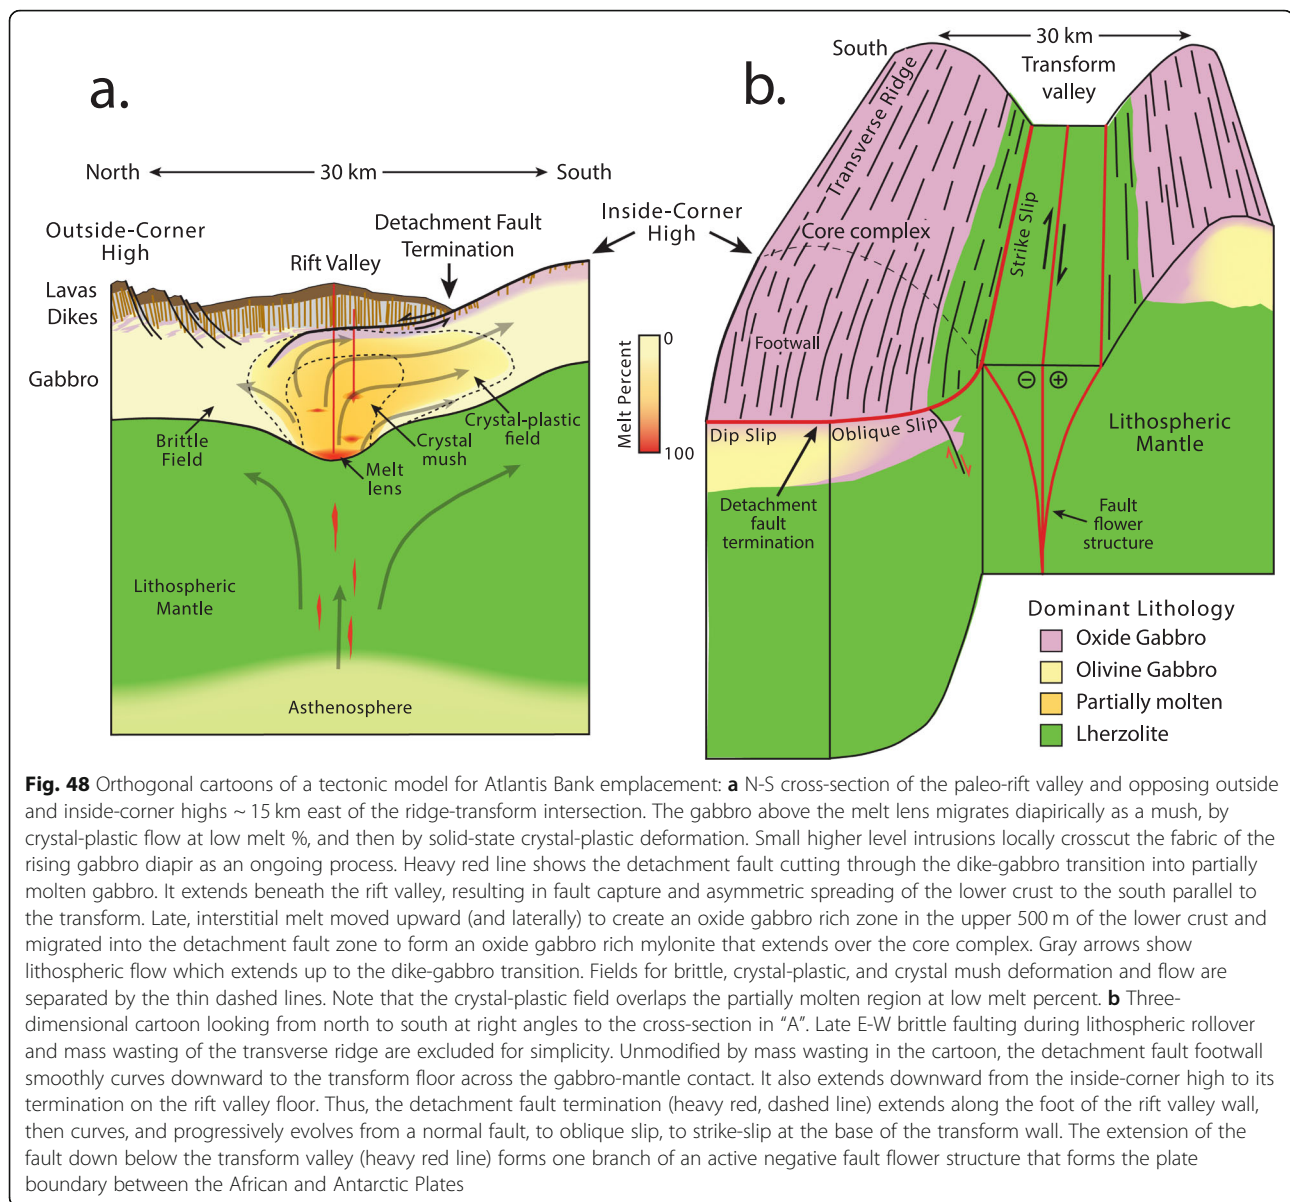 a.
North
30 km
South
Outside-Corner
High
Detachment Fault
Termination
Inside-Corner
High
Rift Valley
Lavas
Dikes
Gabbro
Brittle
Field
Crystal-plastic
field
Crystal
mush
Melt
lens
Lithospheric
Mantle
Asthenosphere
Melt Percent
0
100
b.
South
30 km
Transform
valley
Transverse Ridge
Core complex
Strike Slip
Footwall
Dip Slip
Oblique Slip
Detachment
fault
termination
Lithospheric
Mantle
Fault
flower
structure
Dominant Lithology
Oxide Gabbro
Olivine Gabbro
Partially molten
Lherzolite
Fig. 48 Orthogonal cartoons of a tectonic model for Atlantis Bank emplacement: a N-S cross-section of the paleo-rift valley and opposing outside
and inside-corner highs ~ 15 km east of the ridge-transform intersection. The gabbro above the melt lens migrates diapirically as a mush, by
crystal-plastic flow at low melt %, and then by solid-state crystal-plastic deformation. Small higher level intrusions locally crosscut the fabric of the
rising gabbro diapir as an ongoing process. Heavy red line shows the detachment fault cutting through the dike-gabbro transition into partially
molten gabbro. It extends beneath the rift valley, resulting in fault capture and asymmetric spreading of the lower crust to the south parallel to
the transform. Late, interstitial melt moved upward (and laterally) to create an oxide gabbro rich zone in the upper 500 m of the lower crust and
migrated into the detachment fault zone to form an oxide gabbro rich mylonite that extends over the core complex. Gray arrows show
lithospheric flow which extends up to the dike-gabbro transition. Fields for brittle, crystal-plastic, and crystal mush deformation and flow are
separated by the thin dashed lines. Note that the crystal-plastic field overlaps the partially molten region at low melt percent. b Three-
dimensional cartoon looking from north to south at right angles to the cross-section in “A”. Late E-W brittle faulting during lithospheric rollover
and mass wasting of the transverse ridge are excluded for simplicity. Unmodified by mass wasting in the cartoon, the detachment fault footwall
smoothly curves downward to the transform floor across the gabbro-mantle contact. It also extends downward from the inside-corner high to its
termination on the rift valley floor. Thus, the detachment fault termination (heavy red, dashed line) extends along the foot of the rift valley wall,
then curves, and progressively evolves from a normal fault, to oblique slip, to strike-slip at the base of the transform wall. The extension of the
fault down below the transform valley (heavy red line) forms one branch of an active negative fault flower structure that forms the plate
boundary between the African and Antarctic Plates